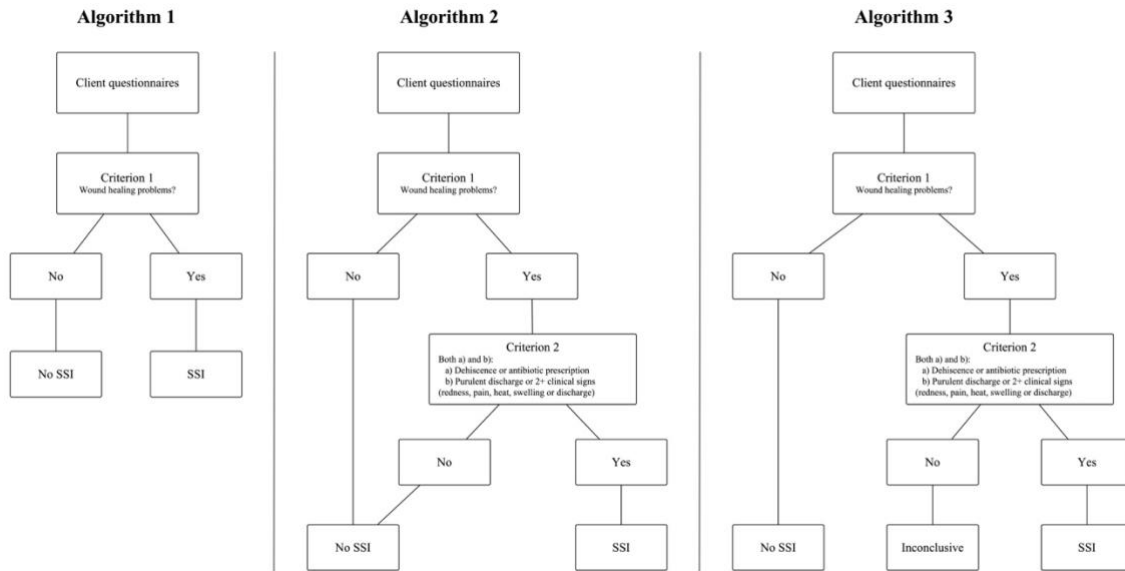 Algorithm 1
Client questionnaires
Criterion 1
Wound healing problems?
No
Yes
No SSI
SSI
Algorithm 2
Client questionnaires
Criterion 1
Wound healing problems?
No
Yes
Criterion 2
Both a) and b):
a) Dehiscence or antibiotic prescription
b) Purulent discharge or 2+ clinical signs
(redness, pain, heat, swelling or discharge)
No
Yes
No SSI
SSI
Algorithm 3
Client questionnaires
Criterion 1
Wound healing problems?
No
Yes
Criterion 2
Both a) and b):
a) Dehiscence or antibiotic prescription
b) Purulent discharge or 2+ clinical signs
(redness, pain, heat, swelling or discharge)
No
Yes
No SSI
Inconclusive
SSI